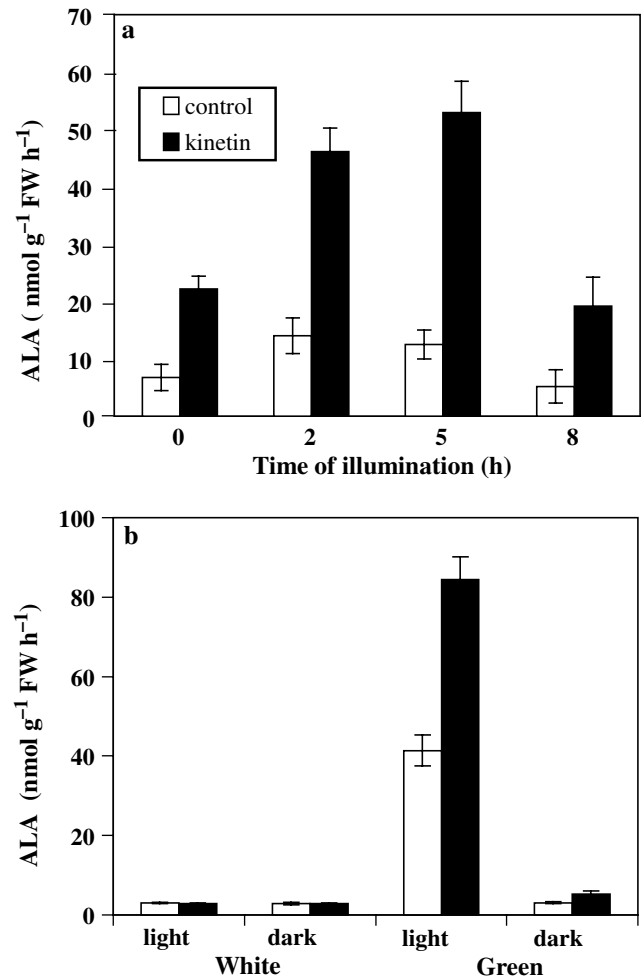 a
70
60
50
40
30
20
10
0
control
kinetin
ALA ( nmol g⁻¹ FW h⁻¹)
0 2 5 8
Time of illumination (h)
b
100
80
60
40
20
0
ALA (nmol g⁻¹ FW h⁻¹)
light dark light dark
White Green